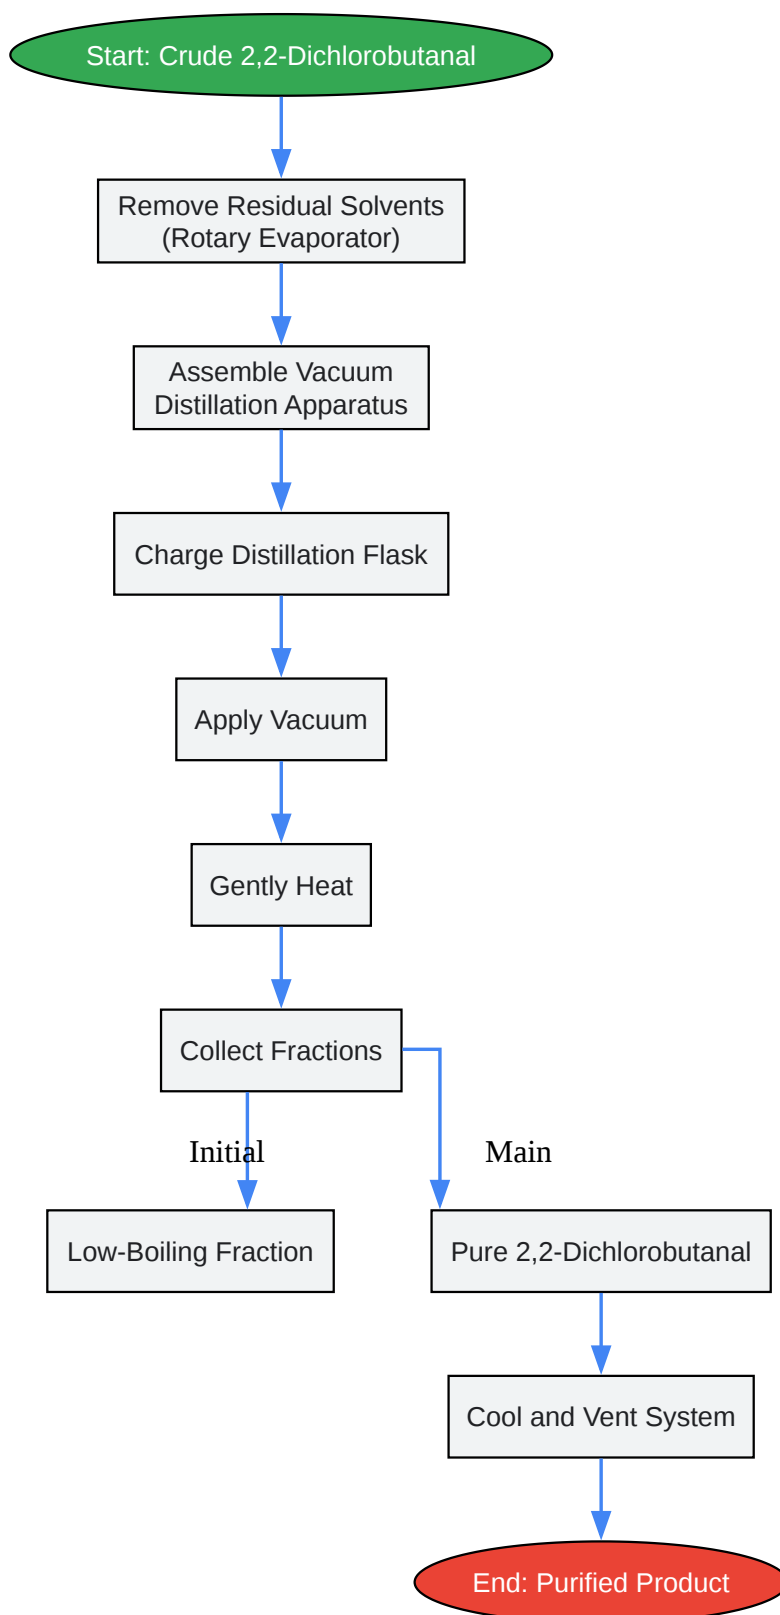 Start: Crude 2,2-Dichlorobutanal
Remove Residual Solvents
(Rotary Evaporator)
Assemble Vacuum
Distillation Apparatus
Charge Distillation Flask
Apply Vacuum
Gently Heat
Collect Fractions
Initial
Main
Low-Boiling Fraction
Pure 2,2-Dichlorobutanal
Cool and Vent System
End: Purified Product